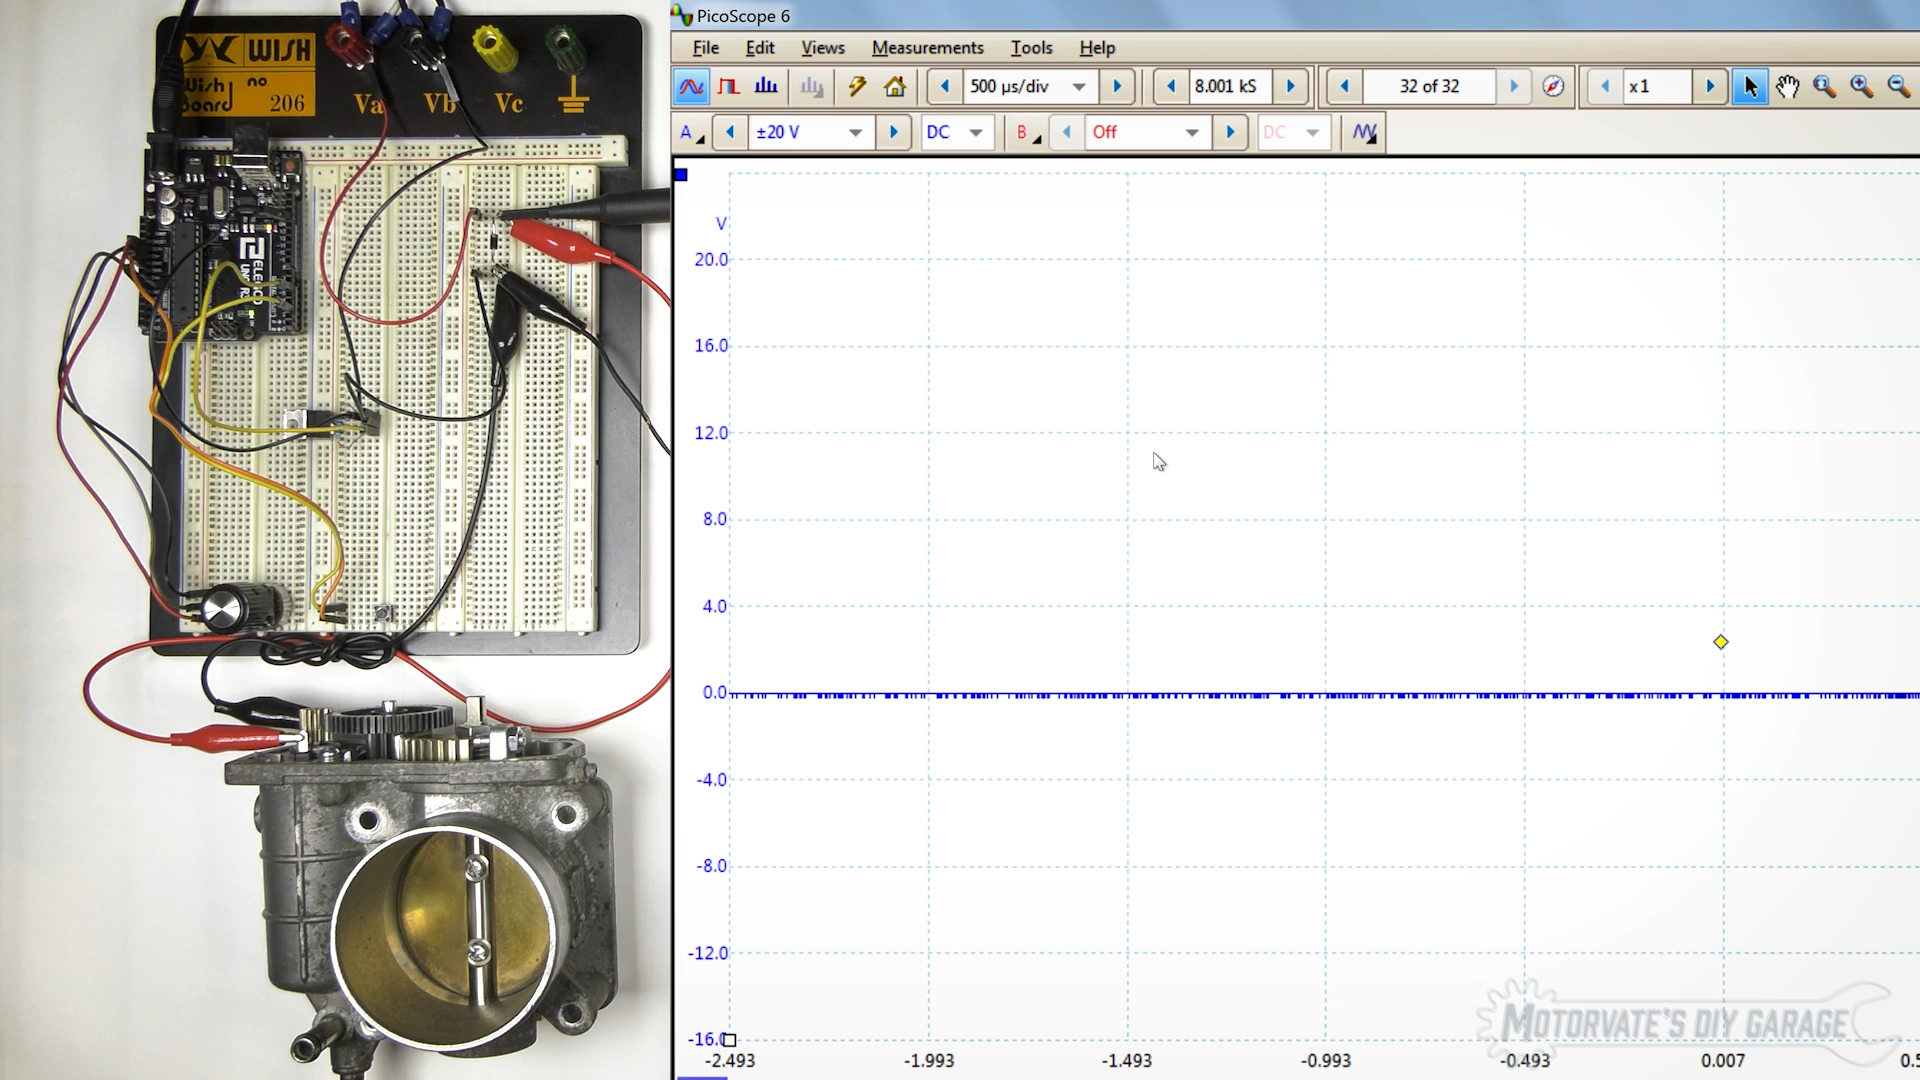 WISH
Wish
board
no
206
Va
Vb
Vc
ELEGOO
UNO R3
PicoScope 6
File Edit Views Measurements Tools Help
500 µs/div
8.001 kS
32 of 32
x1
A
±20 V
DC
B
Off
DC
V
20.0
16.0
12.0
8.0
4.0
0.0
-4.0
-8.0
-12.0
-16.0
-2.493 -1.993 -1.493 -0.993 -0.493 0.007
MOTORVATE'S DIY GARAGE